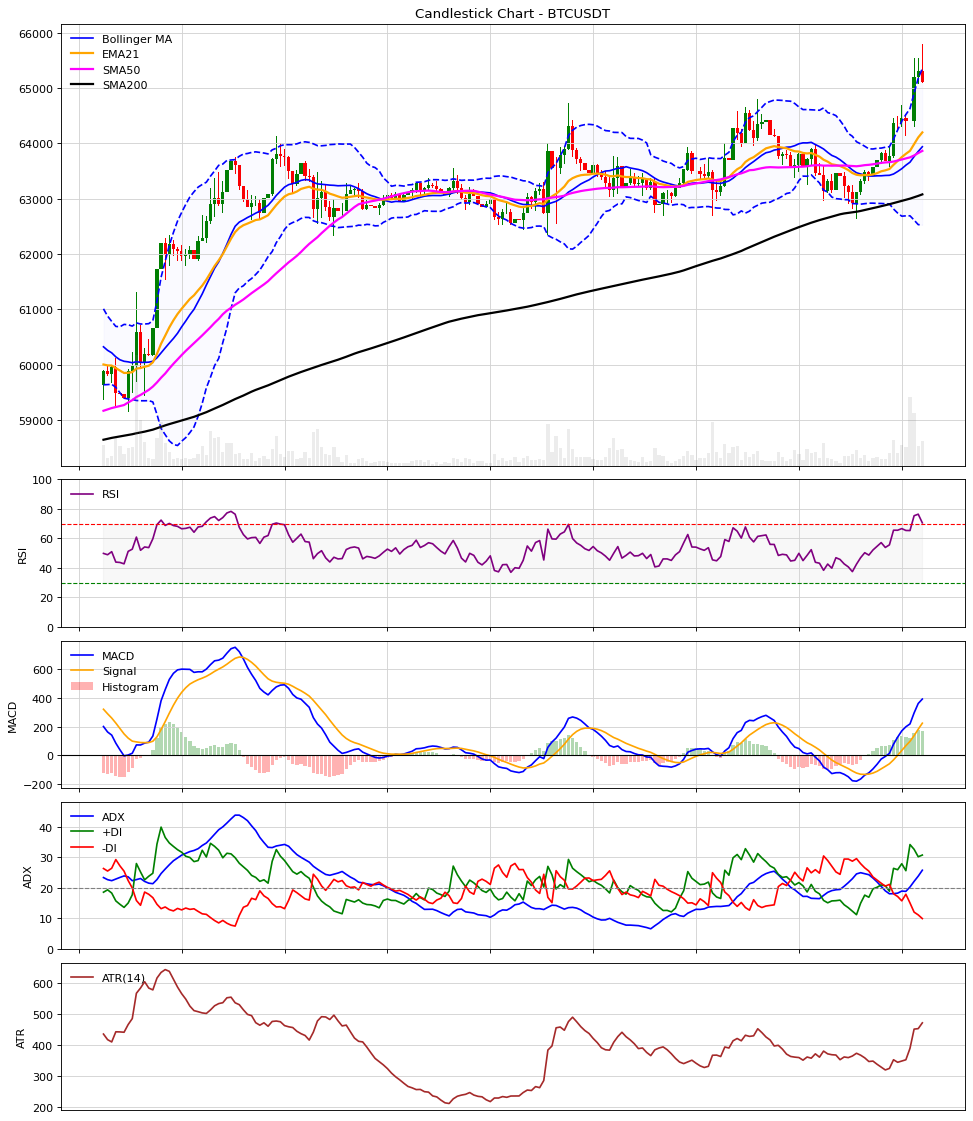 Candlestick Chart - BTCUSDT
66000
65000
64000
63000
62000
61000
60000
59000
Bollinger MA
EMA21
SMA50
SMA200
100
80
60
40
20
0
RSI
RSI
600
400
200
0
−200
MACD
MACD
Signal
Histogram
40
30
20
10
0
ADX
ADX
+DI
-DI
600
500
400
300
200
ATR
ATR(14)